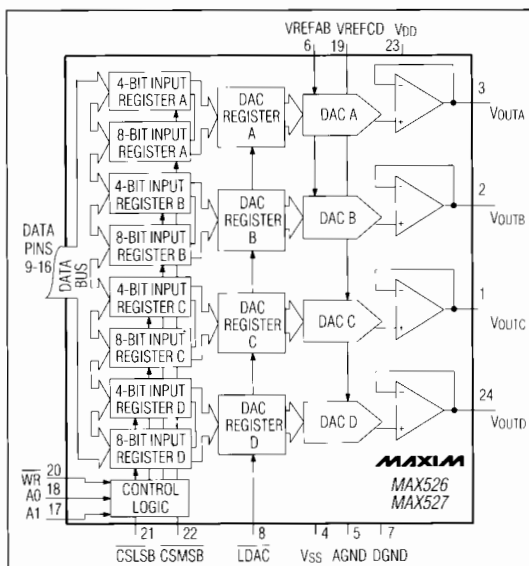 VREFAB VREFCD VDD
6 19 23
4-BIT INPUT
REGISTER A
8-BIT INPUT
REGISTER A
DAC
REGISTER
A
DAC A
-
+
3
VOUTA
4-BIT INPUT
REGISTER B
8-BIT INPUT
REGISTER B
DAC
REGISTER
B
DAC B
-
+
2
VOUTB
DATA
PINS
9-16
DATA
BUS
4-BIT INPUT
REGISTER C
8-BIT INPUT
REGISTER C
DAC
REGISTER
C
DAC C
-
+
1
VOUTC
4-BIT INPUT
REGISTER D
8-BIT INPUT
REGISTER D
DAC
REGISTER
D
DAC D
-
+
24
VOUTD
MAXIM
MAX526
MAX527
WR 20
A0 18
A1 17
CONTROL
LOGIC
21 22 8 4 5 7
CSLSB CSMSB LDAC VSS AGND DGND